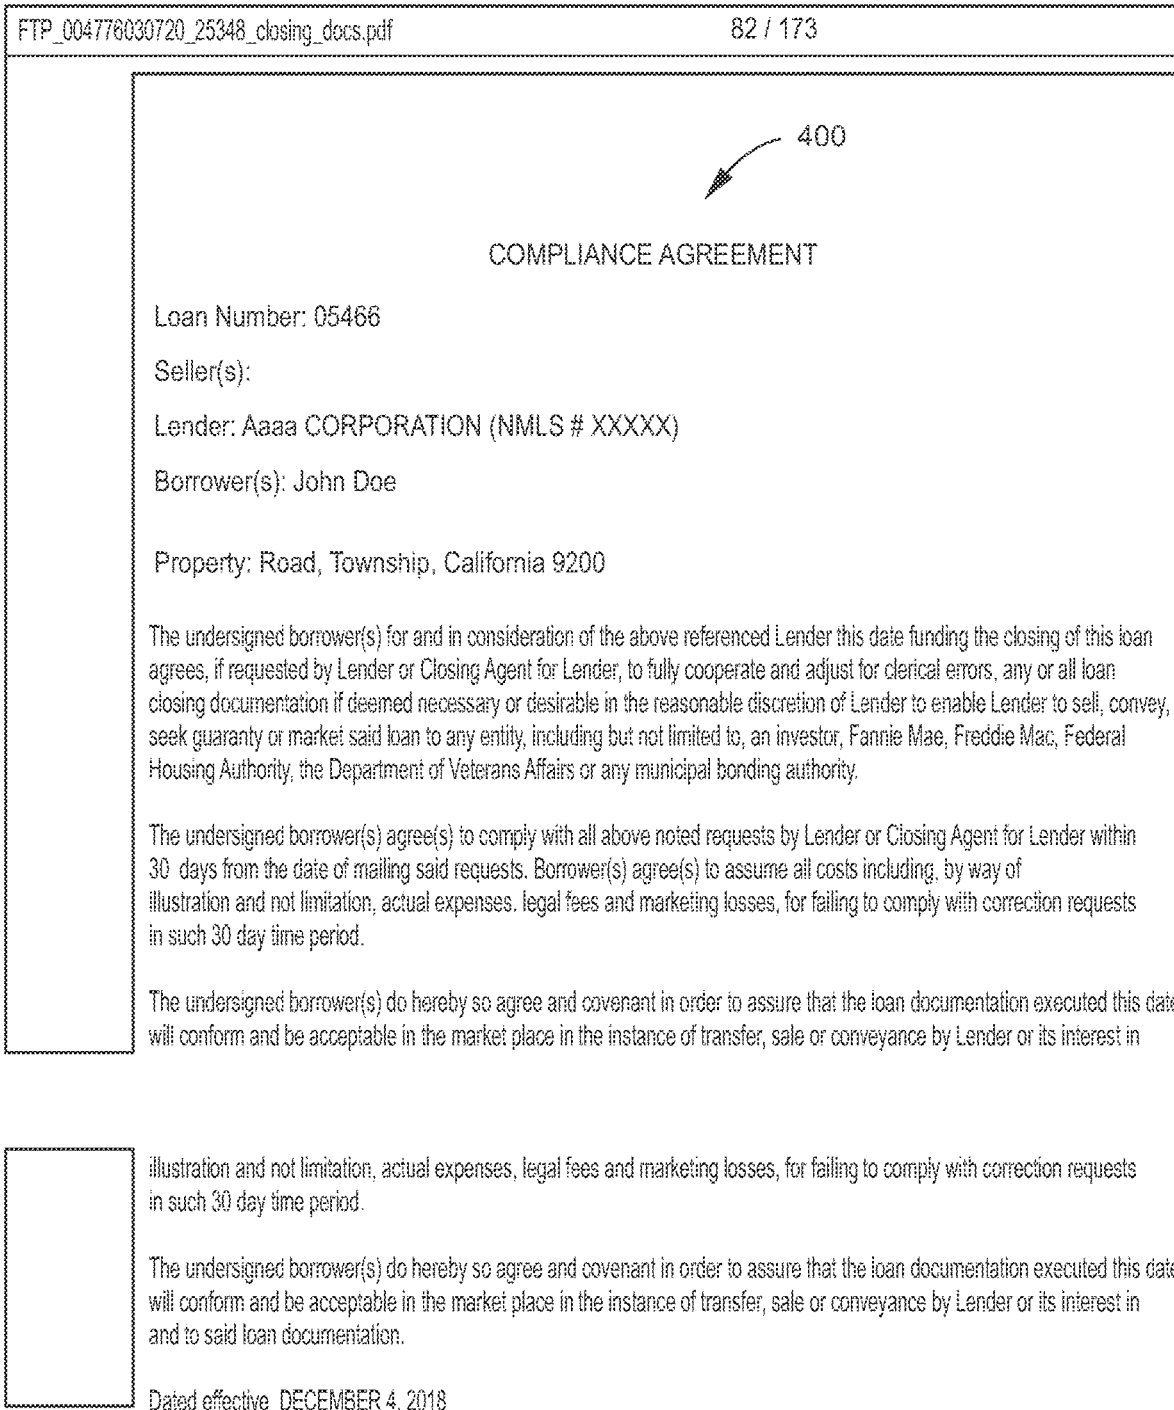 FTP_004776030720_25348_closing_docs.pdf 82 / 173
400
COMPLIANCE AGREEMENT
Loan Number: 05466
Seller(s):
Lender: Aaaa CORPORATION (NMLS # XXXXX)
Borrower(s): John Doe
Property: Road, Township, California 9200
The undersigned borrower(s) for and in consideration of the above referenced Lender this date funding the closing of this loan
agrees, if requested by Lender or Closing Agent for Lender, to fully cooperate and adjust for clerical errors, any or all loan
closing documentation if deemed necessary or desirable in the reasonable discretion of Lender to enable Lender to sell, convey,
seek guaranty or market said loan to any entity, including but not limited to, an investor, Fannie Mae, Freddie Mac, Federal
Housing Authority, the Department of Veterans Affairs or any municipal bonding authority.
The undersigned borrower(s) agree(s) to comply with all above noted requests by Lender or Closing Agent for Lender within
30 days from the date of mailing said requests. Borrower(s) agree(s) to assume all costs including, by way of
illustration and not limitation, actual expenses. legal fees and marketing losses, for failing to comply with correction requests
in such 30 day time period.
The undersigned borrower(s) do hereby so agree and covenant in order to assure that the loan documentation executed this date
will conform and be acceptable in the market place in the instance of transfer, sale or conveyance by Lender or its interest in
illustration and not limitation, actual expenses, legal fees and marketing losses, for failing to comply with correction requests
in such 30 day time period.
The undersigned borrower(s) do hereby so agree and covenant in order to assure that the loan documentation executed this date
will conform and be acceptable in the market place in the instance of transfer, sale or conveyance by Lender or its interest in
and to said loan documentation.
Dated effective DECEMBER 4, 2018